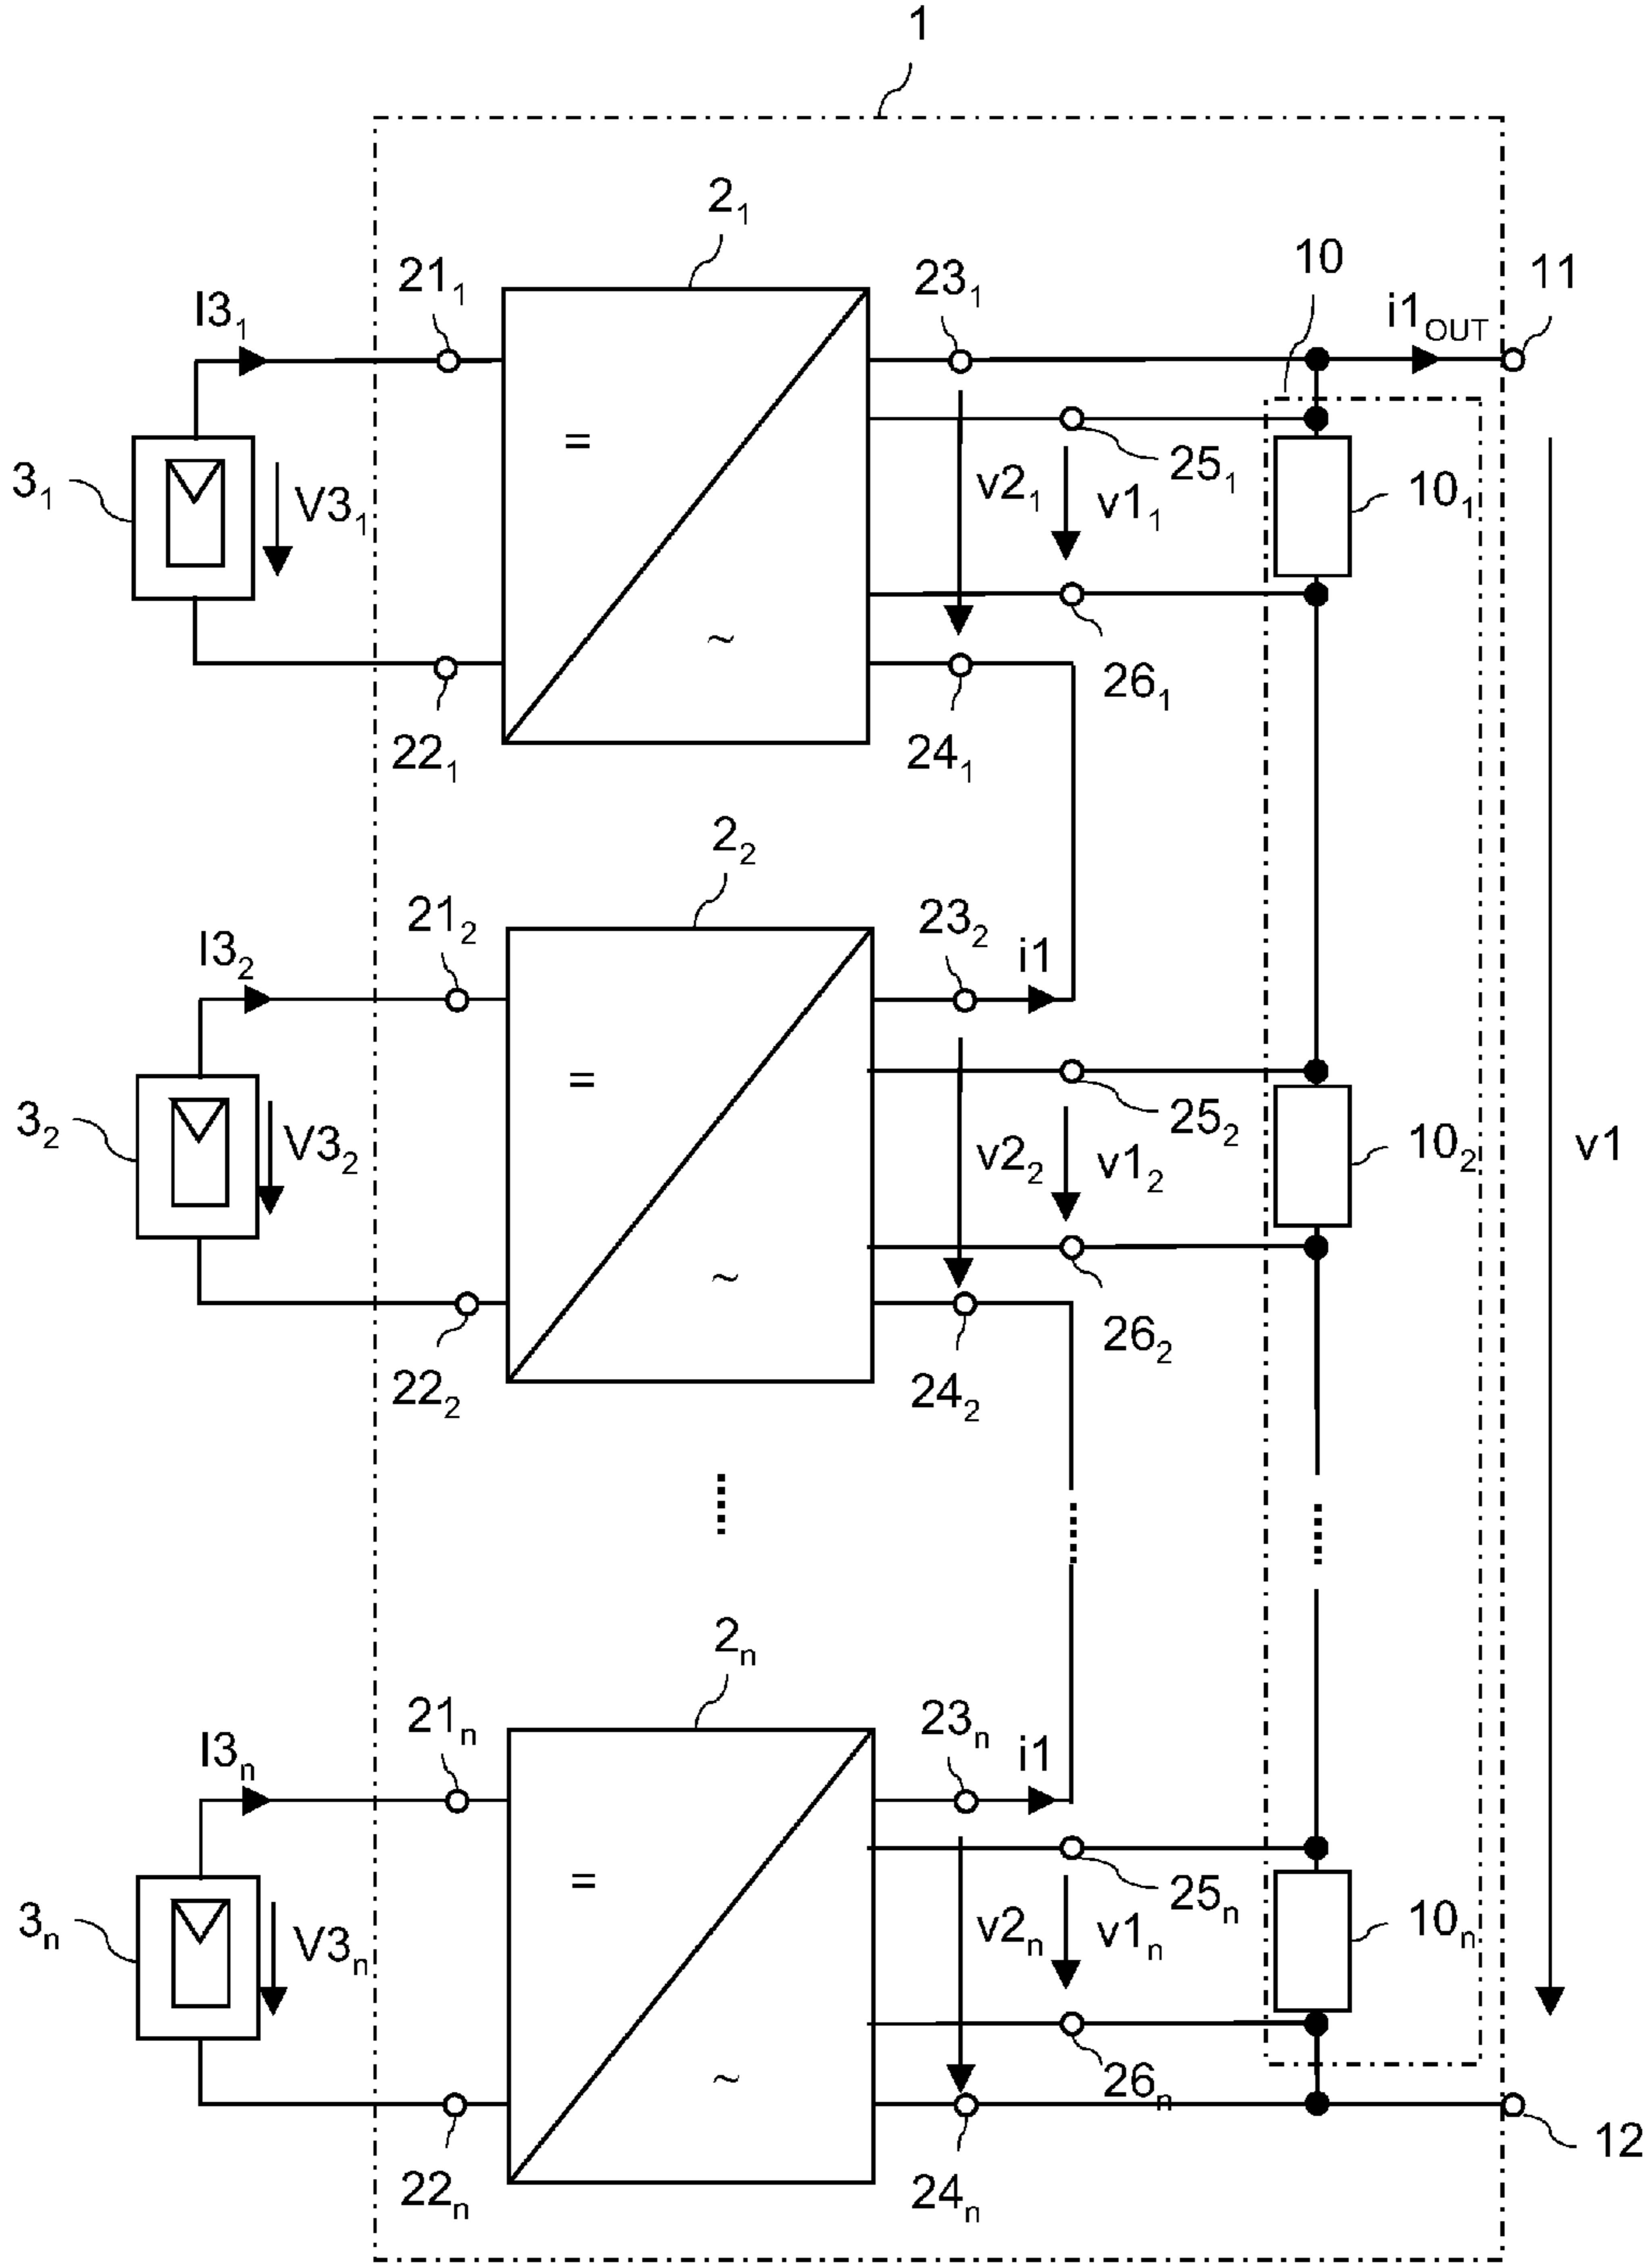 1
2₁
21₁
23₁
10
11
I3₁
i1OUT
=
3₁
V3₁
v2₁
v1₁
25₁
10₁
~
22₁
24₁
26₁
2₂
21₂
23₂
i1
I3₂
=
3₂
V3₂
v2₂
v1₂
25₂
10₂
v1
~
22₂
24₂
26₂
2ₙ
21ₙ
23ₙ
i1
I3ₙ
=
3ₙ
V3ₙ
v2ₙ
v1ₙ
25ₙ
10ₙ
~
26ₙ
12
22ₙ
24ₙ